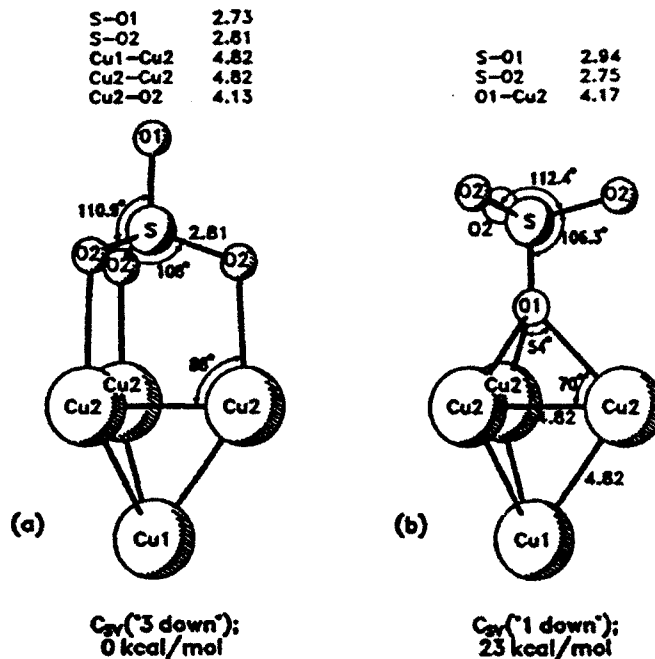 S-O1 2.73
S-O2 2.81
Cu1-Cu2 4.82
Cu2-Cu2 4.82
Cu2-O2 4.13
O1
110.9°
S
2.81
O2
O2
108°
O2
88°
Cu2
Cu2
Cu2
(a)
Cu1
C3V("3 down");
0 kcal/mol
S-O1 2.94
S-O2 2.75
O1-Cu2 4.17
112.4°
O2
O2
O2
S
106.3°
O1
54°
Cu2
70°
Cu2
Cu2
4.82
4.82
(b)
Cu1
C3V("1 down");
23 kcal/mol